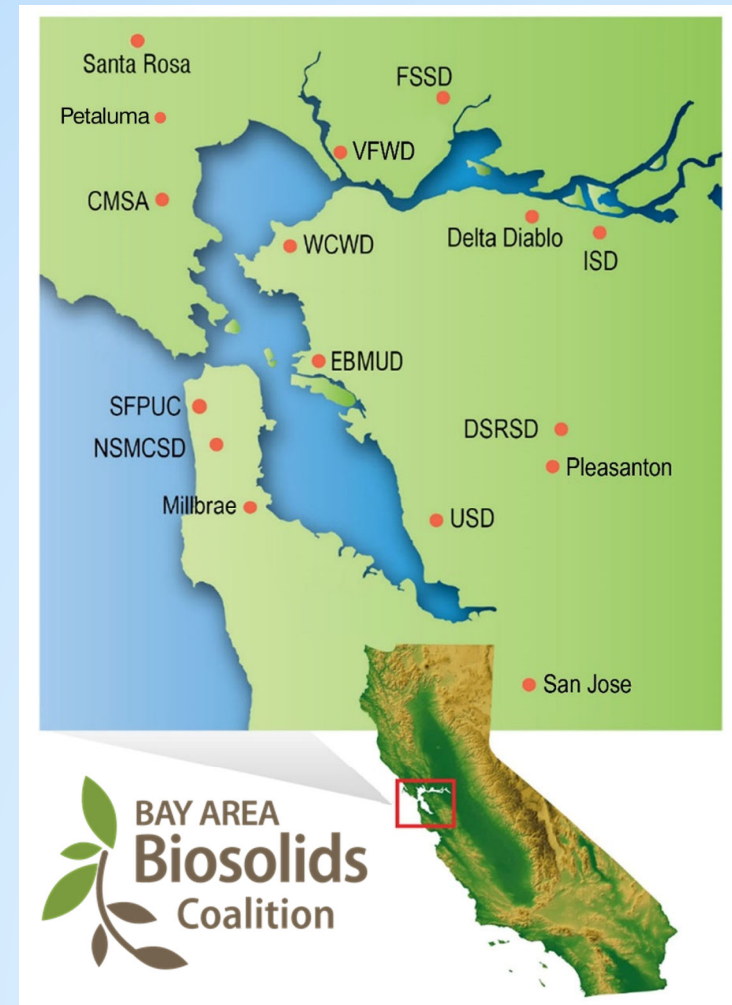 Santa Rosa
FSSD
Petaluma
VFWD
CMSA
WCWD
Delta Diablo
ISD
EBMUD
SFPUC
DSRSD
NSMCSD
Pleasanton
Millbrae
USD
San Jose
BAY AREA
Biosolids
Coalition